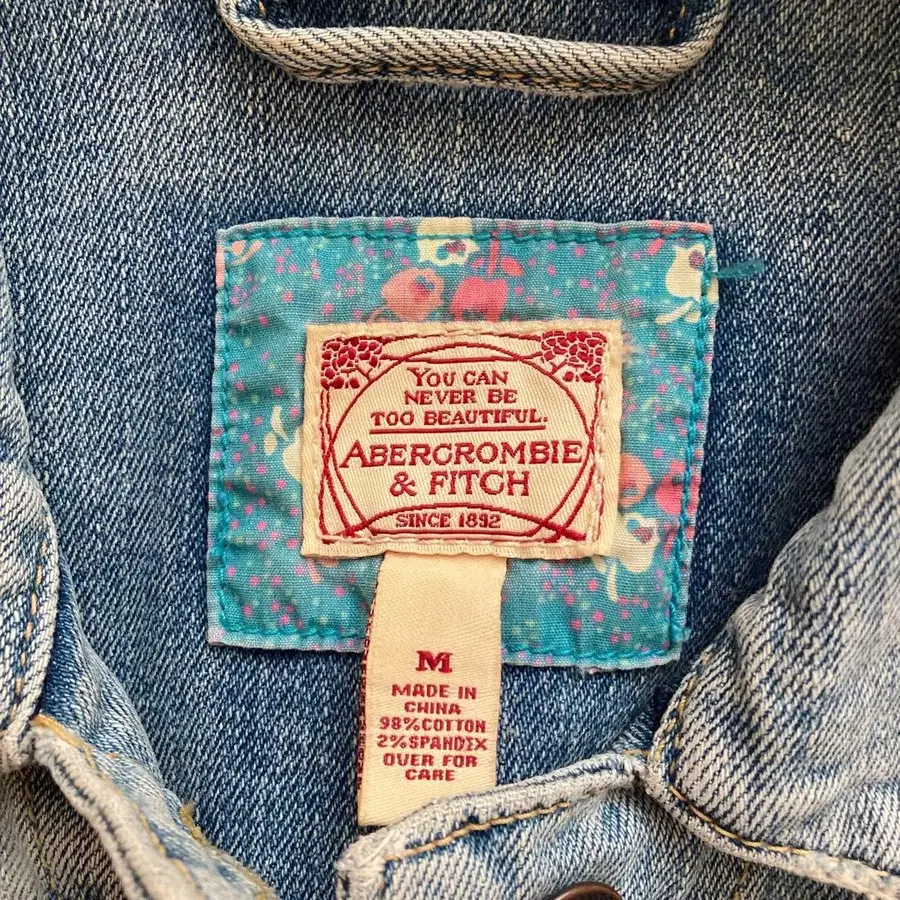 YOU CAN
NEVER BE
TOO BEAUTIFUL.
ABERCROMBIE
& FITCH
SINCE 1892
M
MADE IN
CHINA
98%COTTON
2%SPANDEX
OVER FOR
CARE